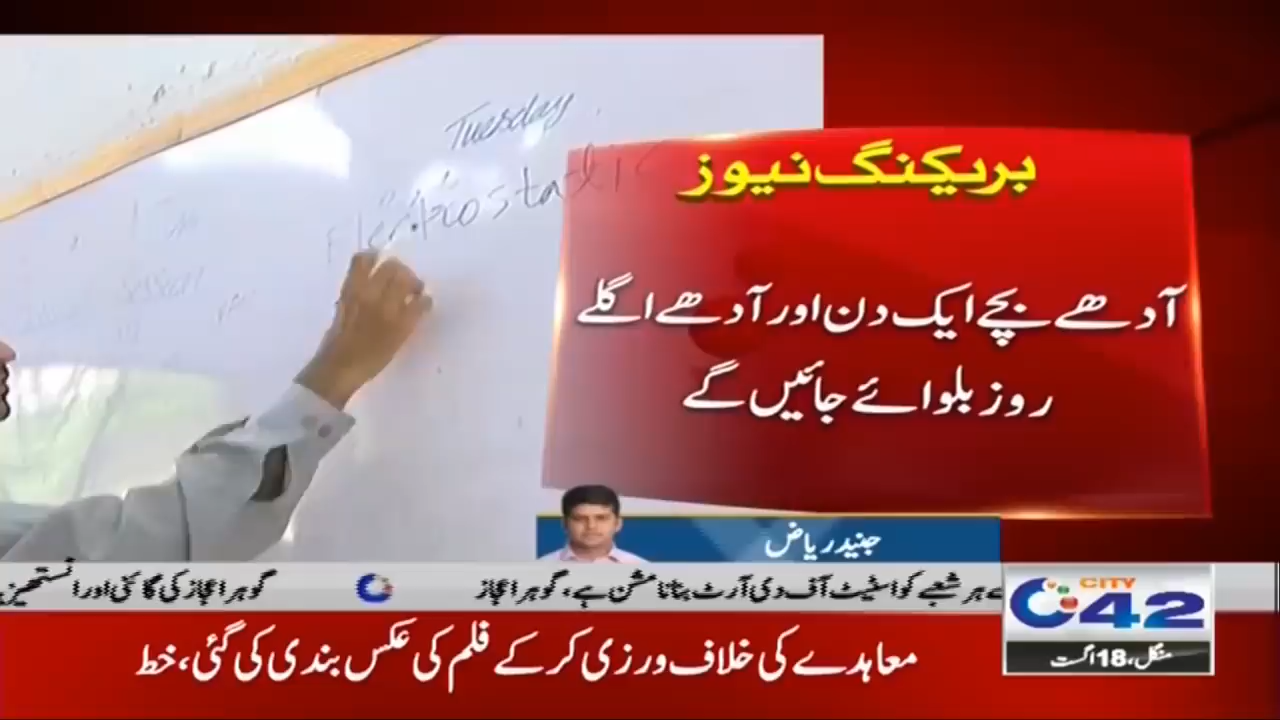 Tuesday
بریکنگ نیوز
آدھے بچے ایک دن اور آدھے اگلے
روز بلوائے جائیں گے
جنید ریاض
ے ہر شعبے کو اسٹیٹ آف دی آرٹ بنانا مشن ہے، گوہر اعجاز
گوہر اعجاز کی گائنی اور انستھیزی
CITY
42
معاہدے کی خلاف ورزی کر کے فلم کی عکس بندی کی گئی، خط
منگل، 18 اگست